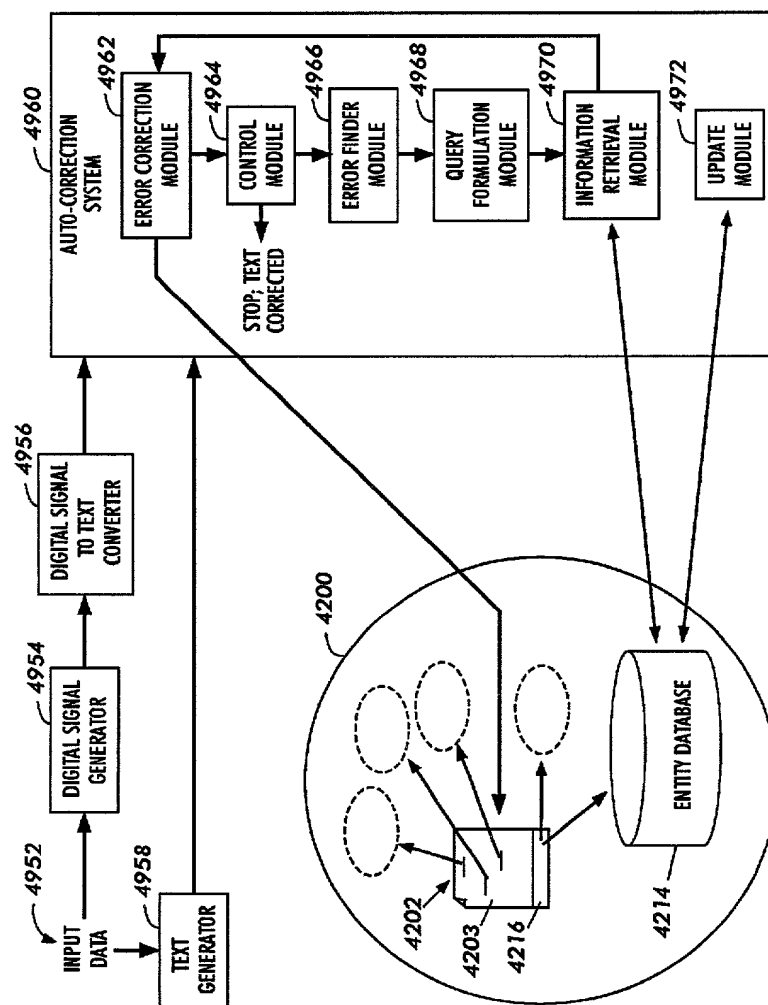 4952
INPUT
DATA
4954
DIGITAL SIGNAL
GENERATOR
4956
DIGITAL SIGNAL
TO TEXT
CONVERTER
4958
TEXT
GENERATOR
4960
AUTO-CORRECTION
SYSTEM
4962
ERROR CORRECTION
MODULE
4964
CONTROL
MODULE
STOP; TEXT
CORRECTED
4966
ERROR FINDER
MODULE
4968
QUERY
FORMULATION
MODULE
4970
INFORMATION
RETRIEVAL
MODULE
4972
UPDATE
MODULE
4200
4202
4203
4216
4214
ENTITY DATABASE